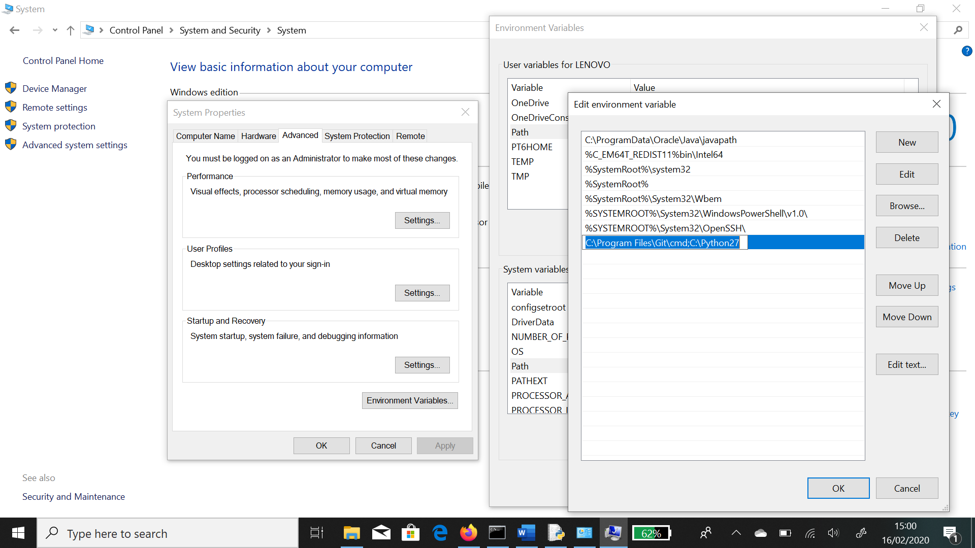 System
Control Panel > System and Security > System
Control Panel Home
Device Manager
Remote settings
System protection
Advanced system settings
See also
Security and Maintenance
View basic information about your computer
Windows edition
System Properties
Computer Name Hardware Advanced System Protection Remote
You must be logged on as an Administrator to make most of these changes.
Performance
Visual effects, processor scheduling, memory usage, and virtual memory
Settings...
User Profiles
Desktop settings related to your sign-in
Settings...
Startup and Recovery
System startup, system failure, and debugging information
Settings...
Environment Variables...
OK Cancel Apply
Environment Variables
User variables for LENOVO
Variable Value
OneDrive
OneDriveCons
Path
PT6HOME
TEMP
TMP
System variables
Variable
configsetroot
DriverData
NUMBER_OF_
OS
Path
PATHEXT
PROCESSOR_A
PROCESSOR_
Edit environment variable
C:\ProgramData\Oracle\Java\javapath
%C_EM64T_REDIST11%bin\Intel64
%SystemRoot%\system32
%SystemRoot%
%SystemRoot%\System32\Wbem
%SYSTEMROOT%\System32\WindowsPowerShell\v1.0\
%SYSTEMROOT%\System32\OpenSSH\
C:\Program Files\Git\cmd;C:\Python27
New
Edit
Browse...
Delete
Move Up
Move Down
Edit text...
OK Cancel
Type here to search
62%
15:00
16/02/2020
1